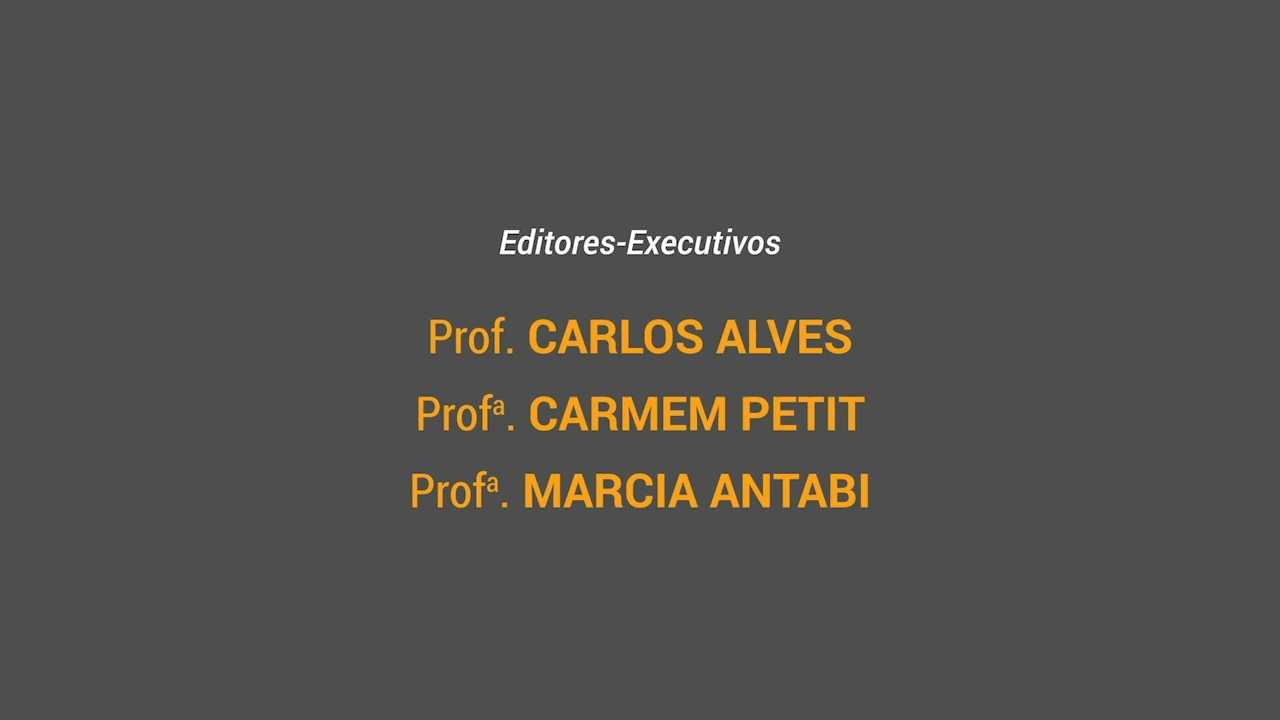 Editores-Executivos
Prof. CARLOS ALVES
Profª. CARMEM PETIT
Profª. MARCIA ANTABI